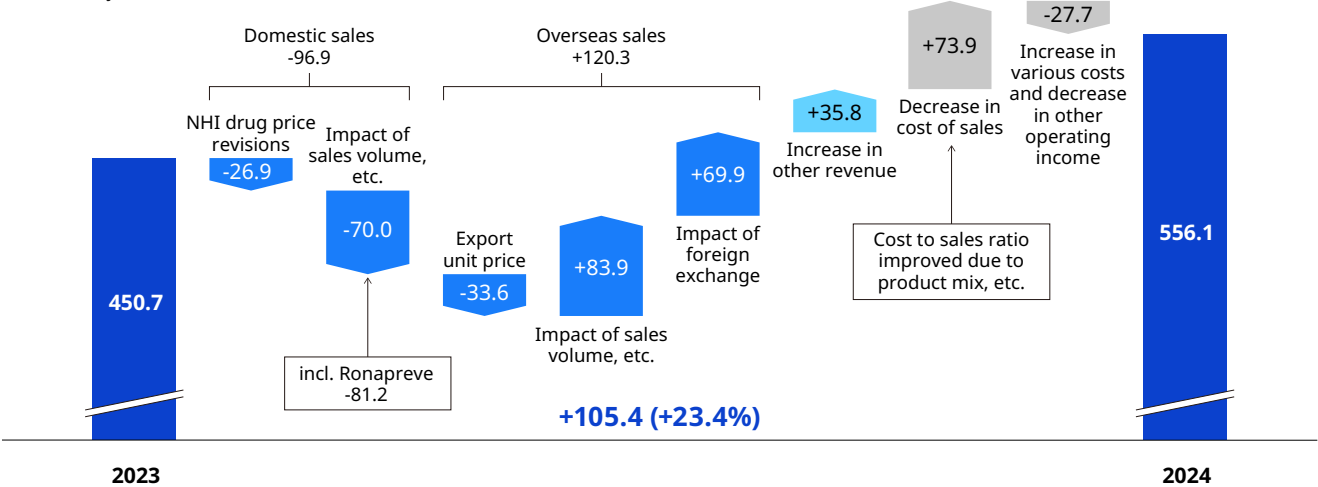 Domestic sales
-96.9
NHI drug price
revisions
-26.9
Impact of
sales volume,
etc.
-70.0
incl. Ronapreve
-81.2
Overseas sales
+120.3
Export
unit price
-33.6
+83.9
Impact of sales
volume, etc.
+69.9
Impact of
foreign
exchange
+35.8
Increase in
other revenue
+73.9
Decrease in
cost of sales
Cost to sales ratio
improved due to
product mix, etc.
-27.7
Increase in
various costs
and decrease
in other
operating
income
450.7
556.1
+105.4 (+23.4%)
2023
2024